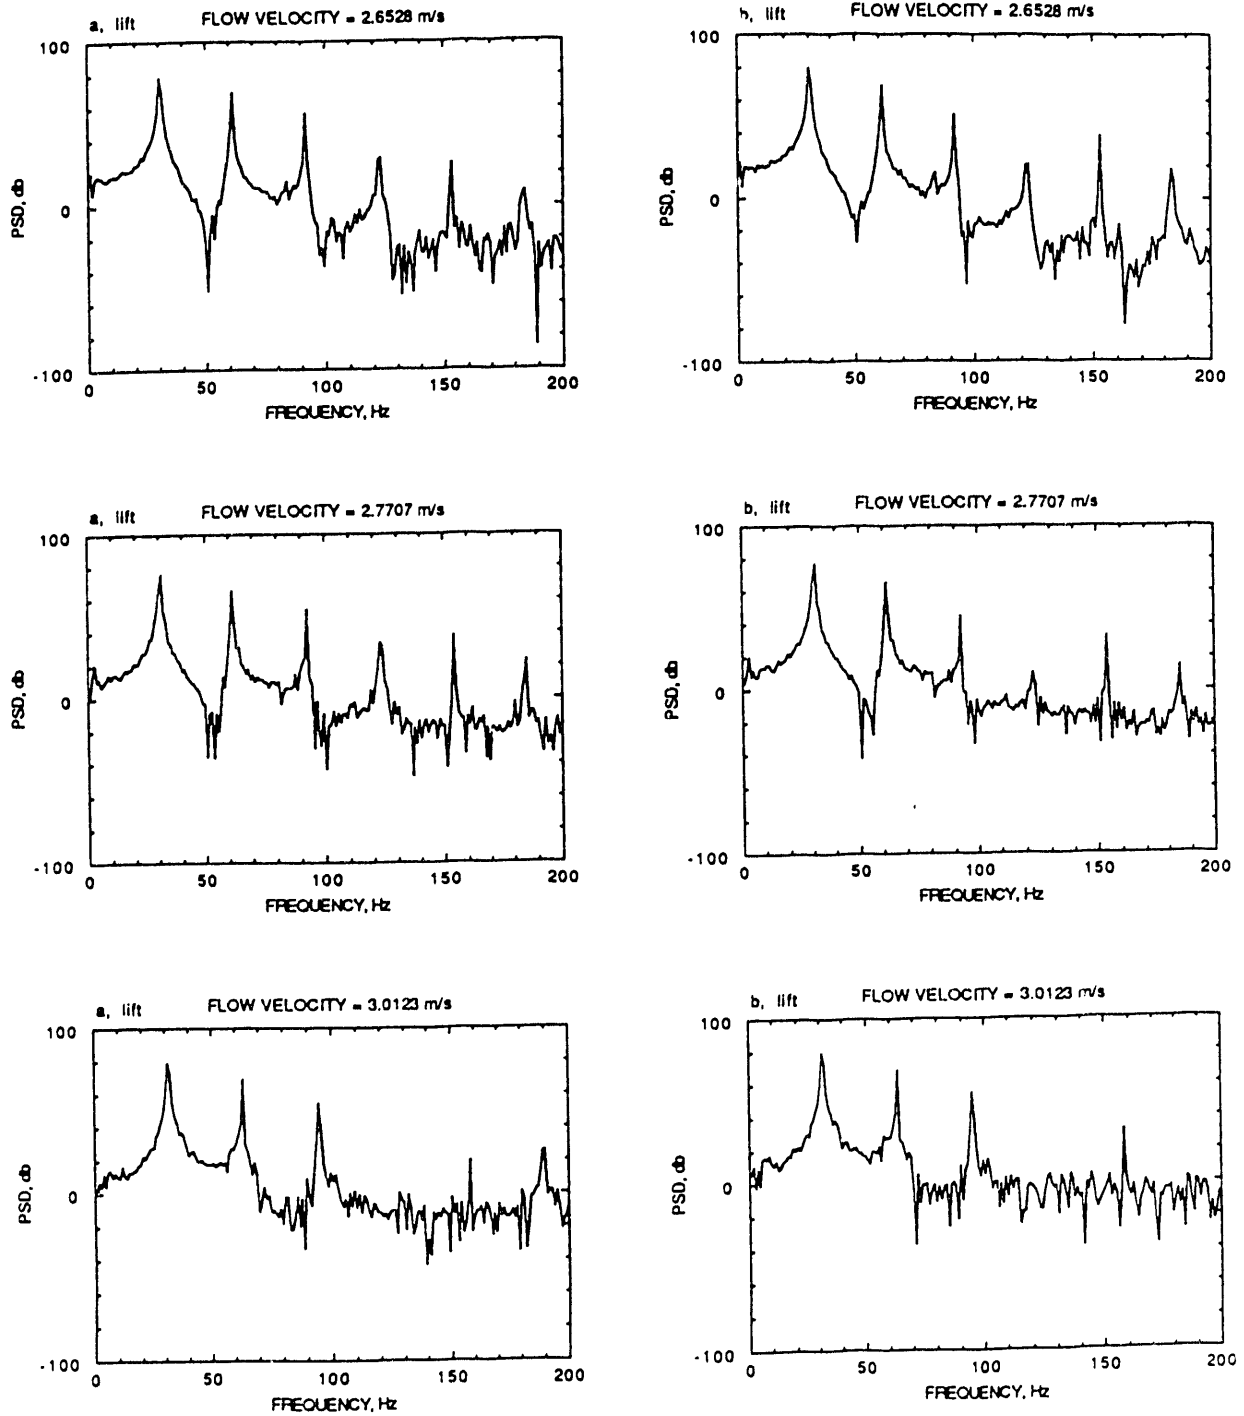 a, lift FLOW VELOCITY = 2.6528 m/s
100
0
-100
PSD, db
0 50 100 150 200
FREQUENCY, Hz
b, lift FLOW VELOCITY = 2.6528 m/s
100
0
-100
PSD, db
0 50 100 150 200
FREQUENCY, Hz
a, lift FLOW VELOCITY = 2.7707 m/s
100
0
-100
PSD, db
0 50 100 150 200
FREQUENCY, Hz
b, lift FLOW VELOCITY = 2.7707 m/s
100
0
-100
PSD, db
0 50 100 150 200
FREQUENCY, Hz
a, lift FLOW VELOCITY = 3.0123 m/s
100
0
-100
PSD, db
0 50 100 150 200
FREQUENCY, Hz
b, lift FLOW VELOCITY = 3.0123 m/s
100
0
-100
PSD, db
0 50 100 150 200
FREQUENCY, Hz